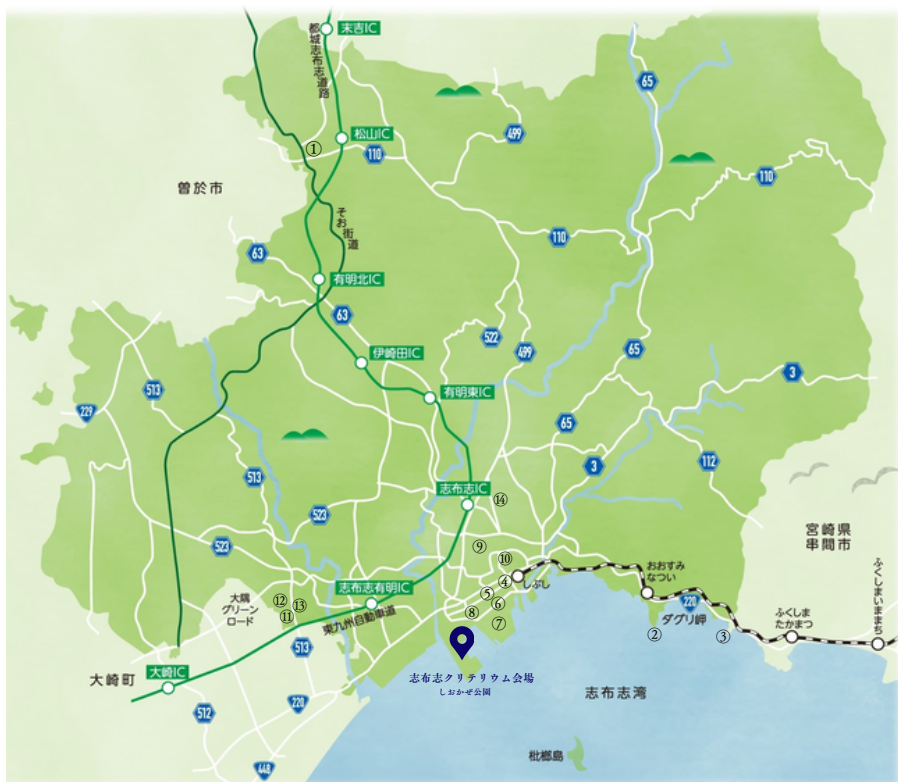 末吉IC
都城志布志道路
65
松山IC
499
①
110
110
曽於市
そお街道
110
63
有明北IC
63
522
伊崎田IC
499
65
3
513
有明東IC
229
65
513
3
112
志布志IC
⑭
523
宮崎県
串間市
523
⑨
⑩
おおすみ
なつい
ふくしまいままち
④
しぶし
志布志有明IC
⑤
⑥
220
ダグリ岬
大隅
グリーン
ロード
⑫
⑬
⑪
東九州自動車道
⑧
⑦
②
③
ふくしま
たかまつ
513
大崎町
大崎IC
志布志クリテリウム会場
しおかぜ公園
志布志湾
512
220
枇榔島
448